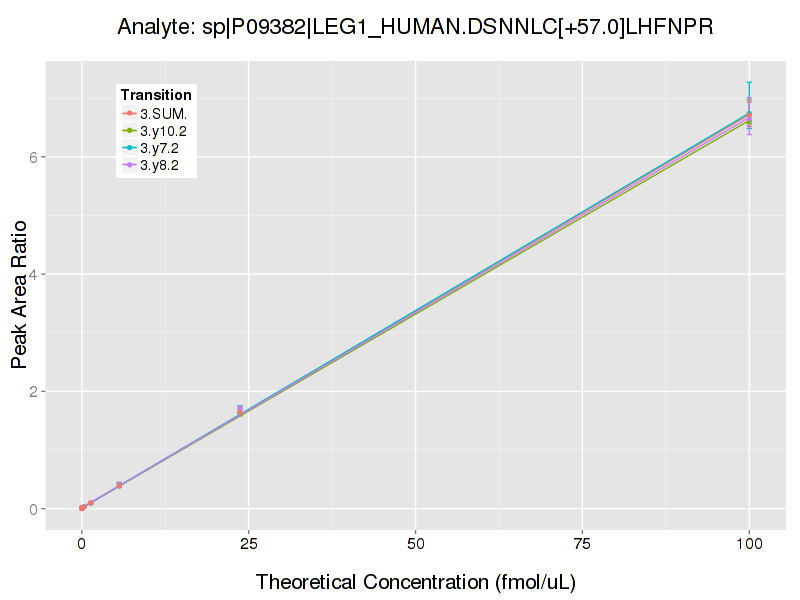 Analyte: sp|P09382|LEG1_HUMAN.DSNNLC[+57.0]LHFNPR
Transition
3.SUM.
3.y10.2
3.y7.2
3.y8.2
Peak Area Ratio
6
4
2
0
0 25 50 75 100
Theoretical Concentration (fmol/uL)